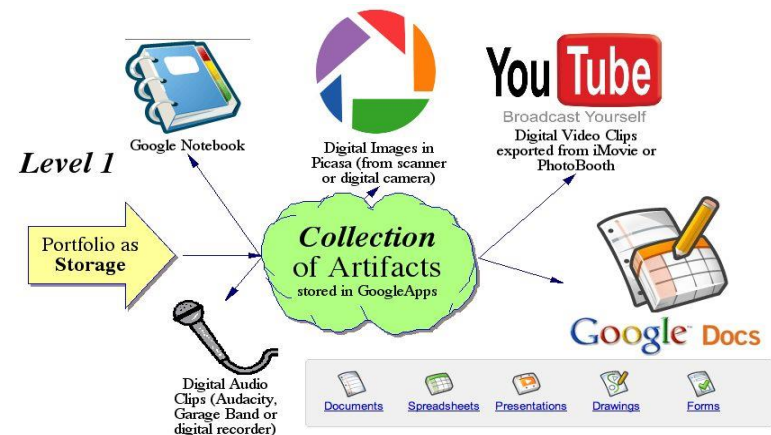 Level 1
Portfolio as
Storage
Google Notebook
Digital Images in
Picasa (from scanner
or digital camera)
You Tube
Broadcast Yourself
Digital Video Clips
exported from iMovie or
PhotoBooth
Collection
of Artifacts
stored in GoogleApps
Google Docs
Digital Audio
Clips (Audacity,
Garage Band or
digital recorder)
Documents
Spreadsheets
Presentations
Drawings
Forms